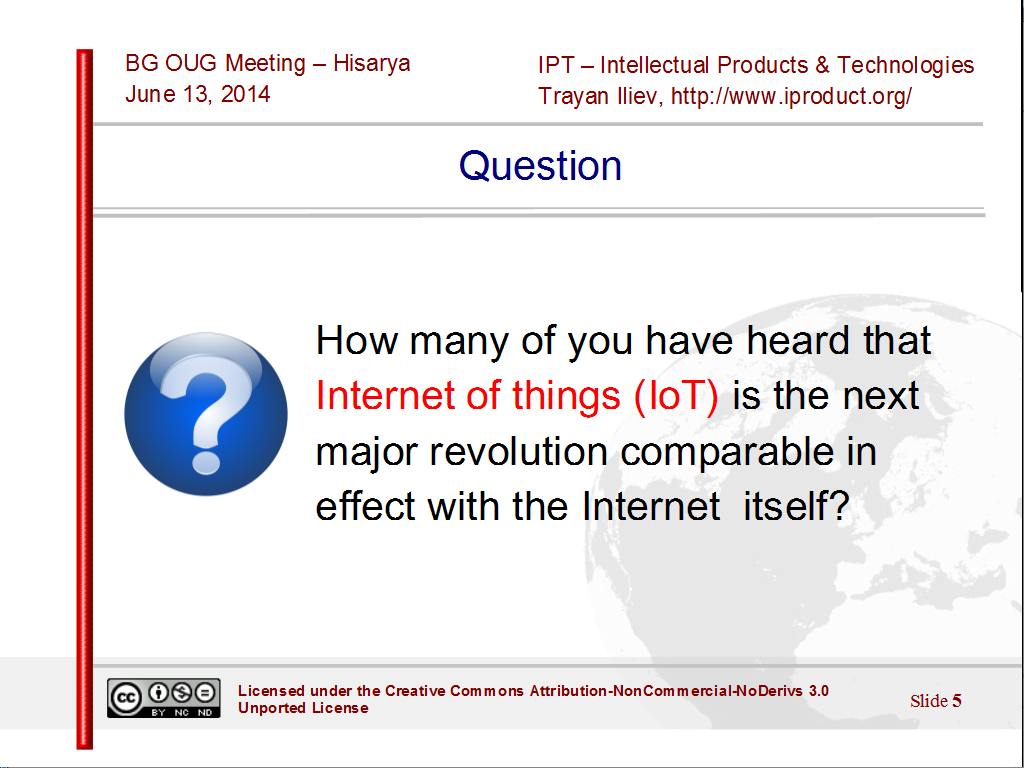 BG OUG Meeting – Hisarya
June 13, 2014
IPT – Intellectual Products & Technologies
Trayan Iliev, http://www.iproduct.org/
Question
?
How many of you have heard that
Internet of things (IoT) is the next
major revolution comparable in
effect with the Internet  itself?
cc
BY NC ND
Licensed under the Creative Commons Attribution-NonCommercial-NoDerivs 3.0
Unported License
Slide 5